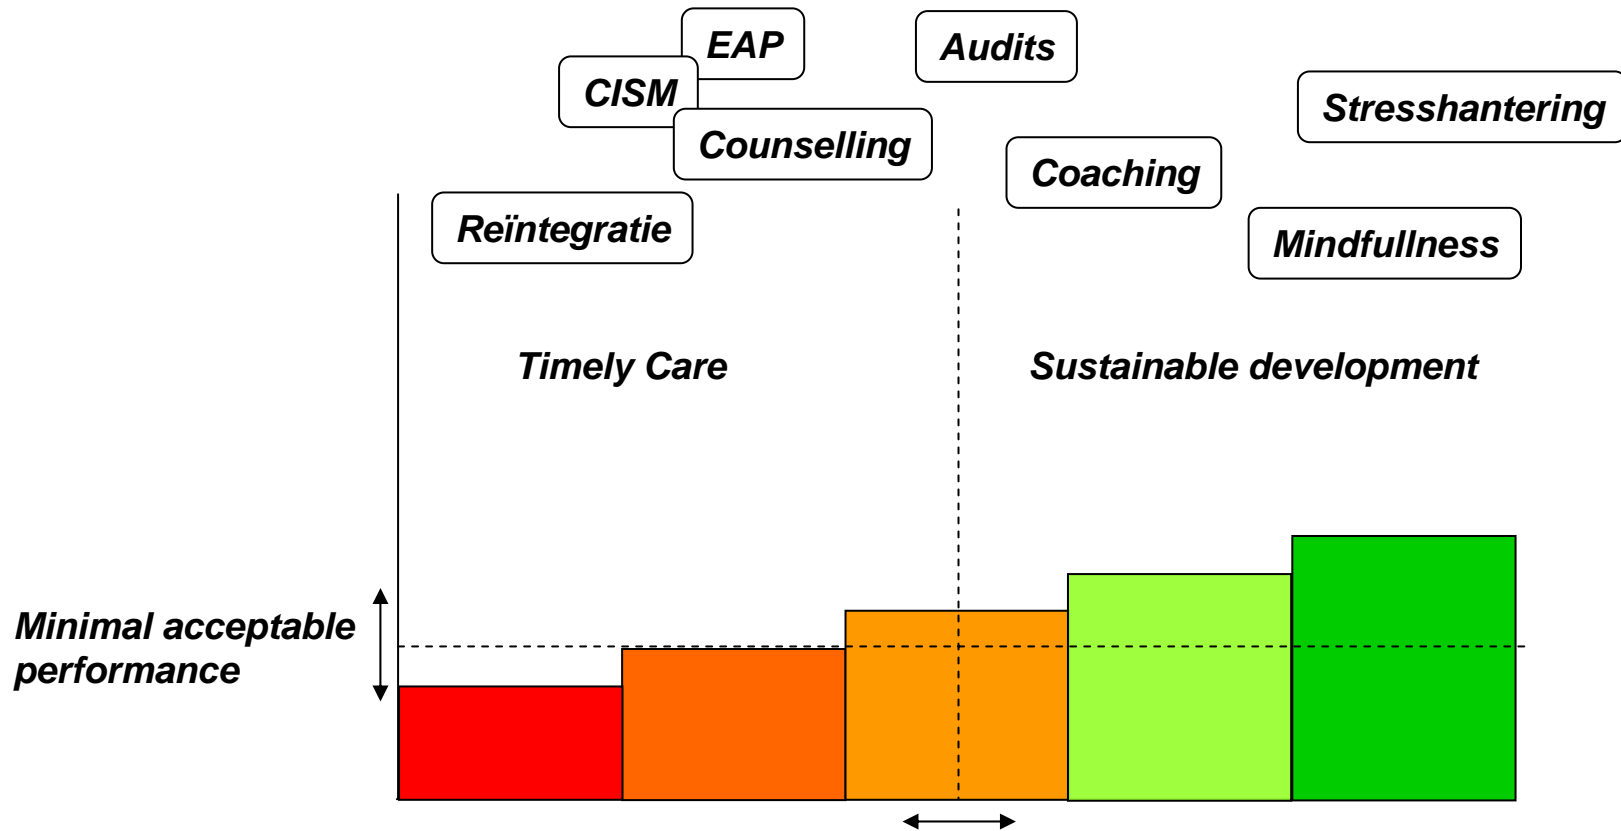 EAP
Audits
CISM
Stresshantering
Counselling
Coaching
Reïntegratie
Mindfullness
Timely Care
Sustainable development
Minimal acceptable
performance